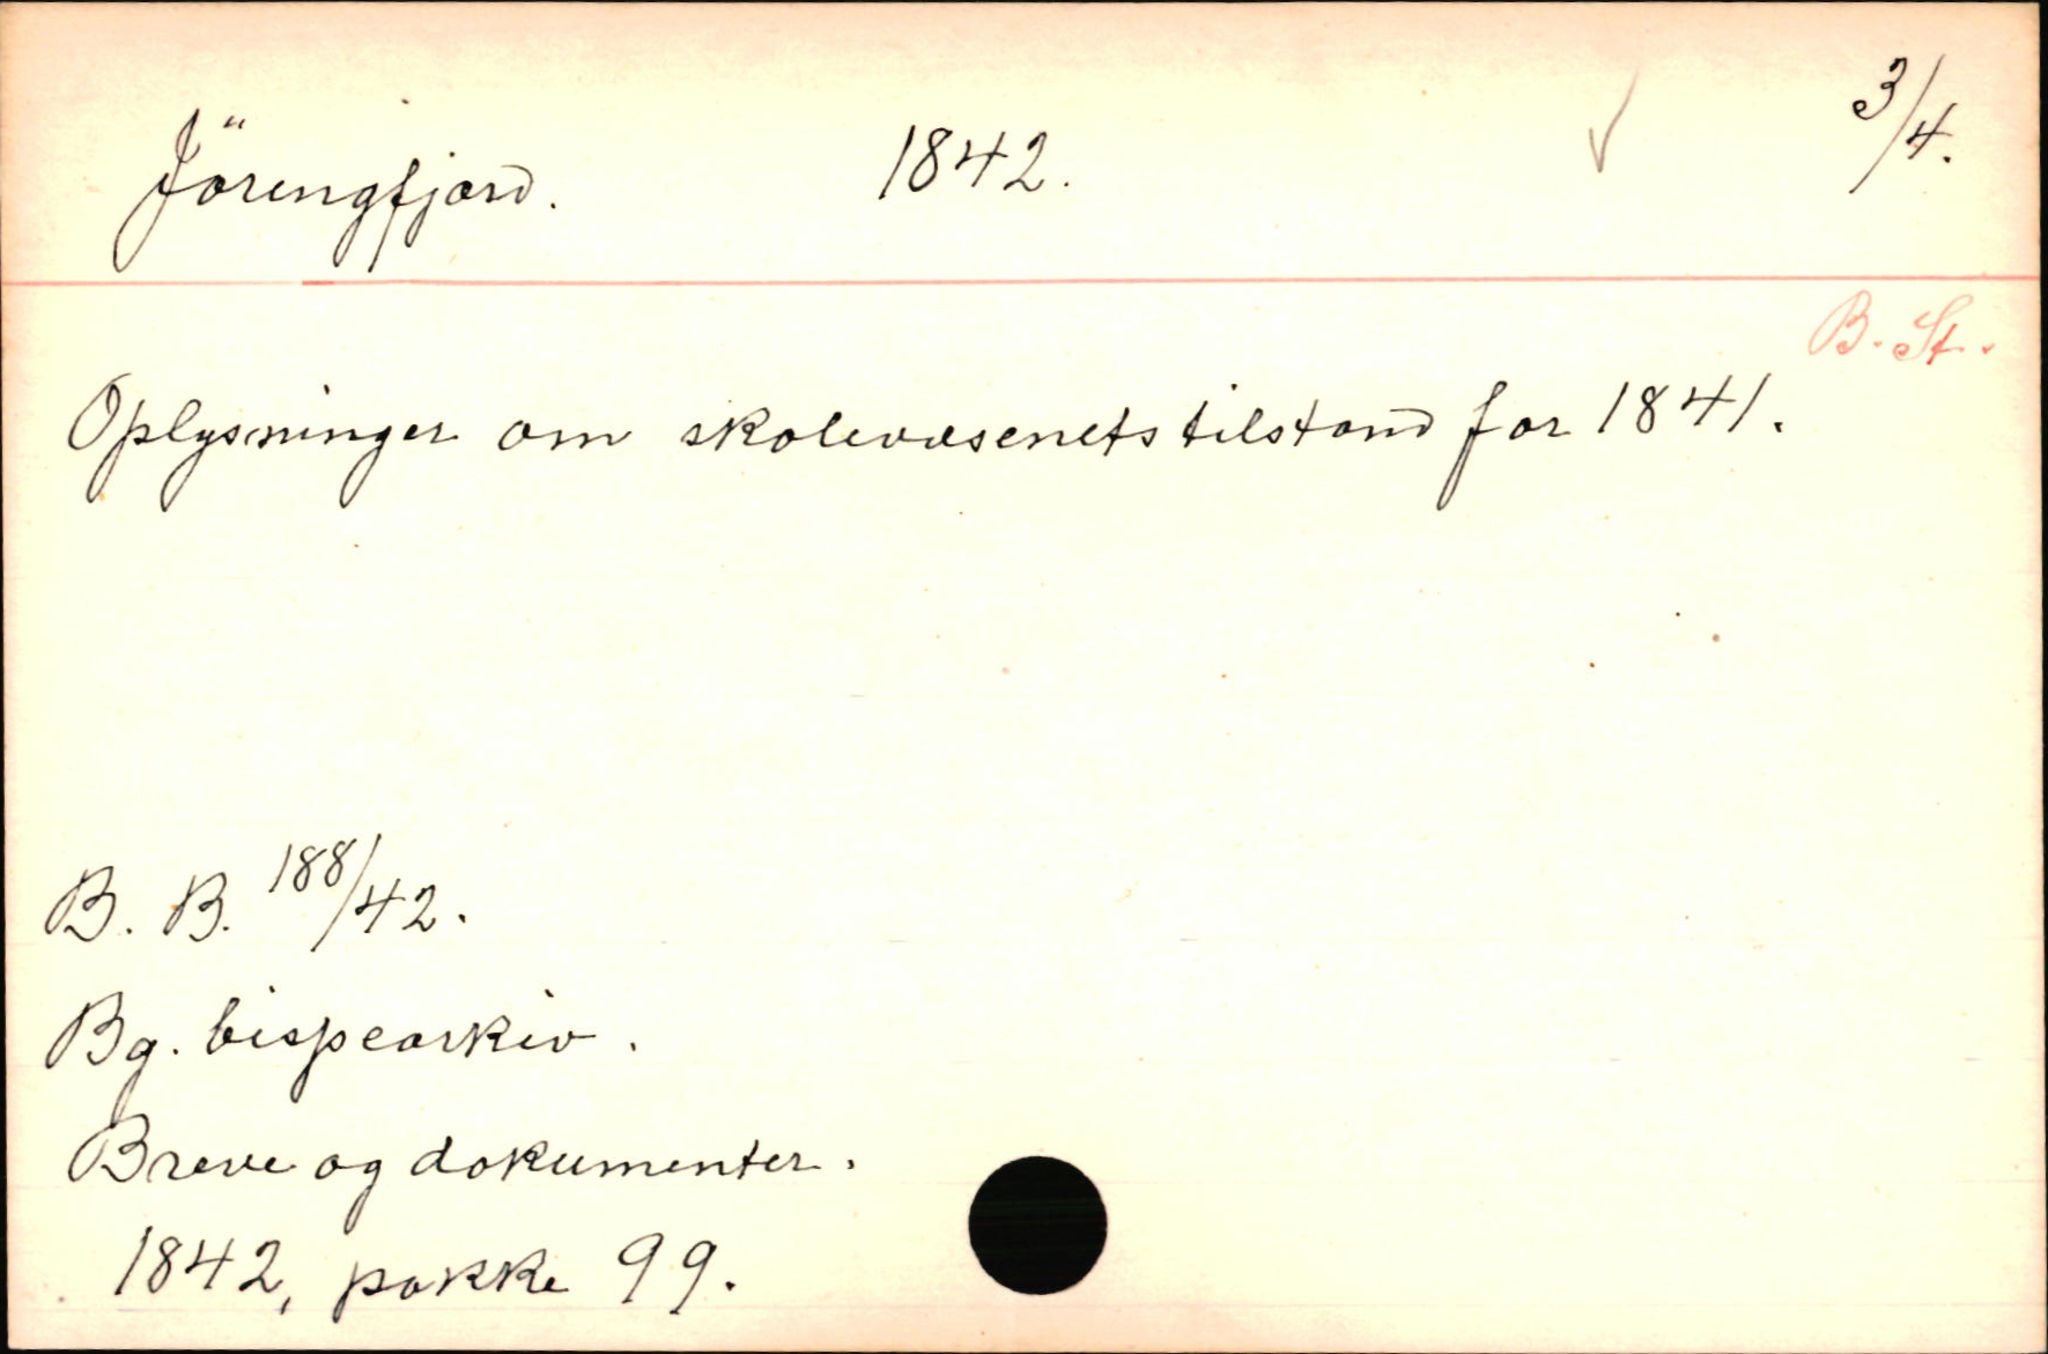 Jöringfjord. 1842. 3/4.
B. St.
Oplysninger om skolevæsenets tilstand for 1841.
B. B. 188/42.
Bg. bispearkiv.
Breve og dokumenter.
1842, pakke 99.